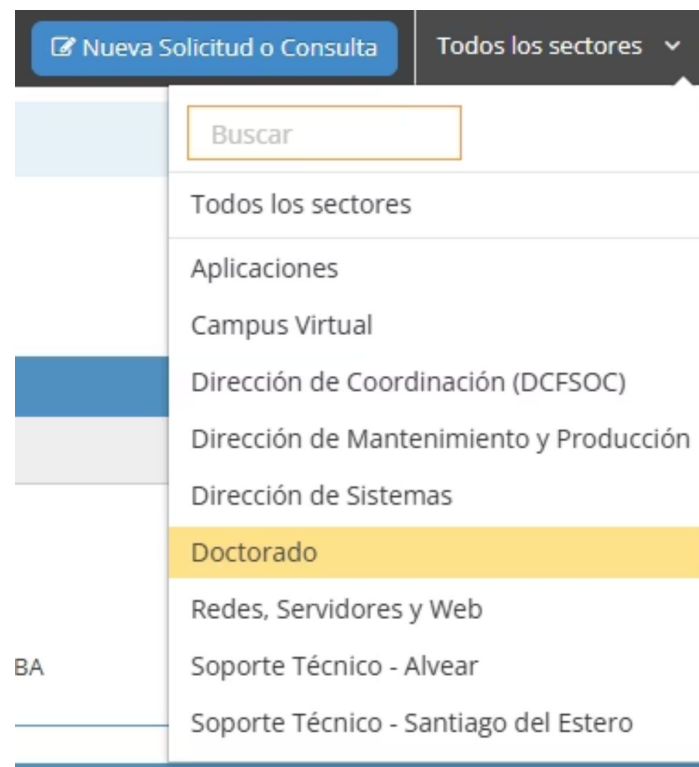 Nueva Solicitud o Consulta
Todos los sectores
Buscar
Todos los sectores
Aplicaciones
Campus Virtual
Dirección de Coordinación (DCFSOC)
Dirección de Mantenimiento y Producción
Dirección de Sistemas
Doctorado
Redes, Servidores y Web
BA
Soporte Técnico - Alvear
Soporte Técnico - Santiago del Estero